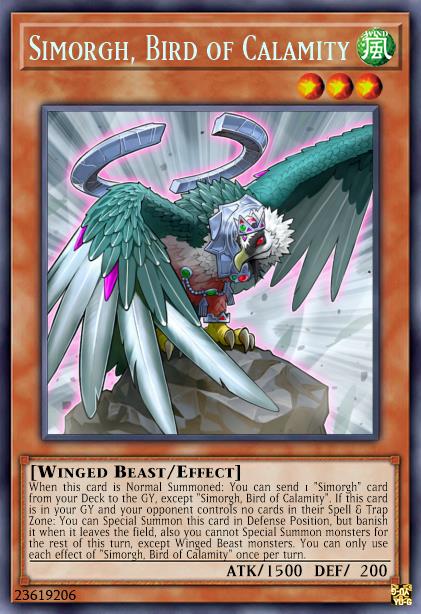 SIMORGH, BIRD OF CALAMITY
WIND
風
[WINGED BEAST/EFFECT]
When this card is Normal Summoned: You can send 1 "Simorgh" card
from your Deck to the GY, except "Simorgh, Bird of Calamity". If this card
is in your GY and your opponent controls no cards in their Spell & Trap
Zone: You can Special Summon this card in Defense Position, but banish
it when it leaves the field, also you cannot Special Summon monsters for
the rest of this turn, except Winged Beast monsters. You can only use
each effect of "Simorgh, Bird of Calamity" once per turn.
ATK/1500 DEF/ 200
23619206